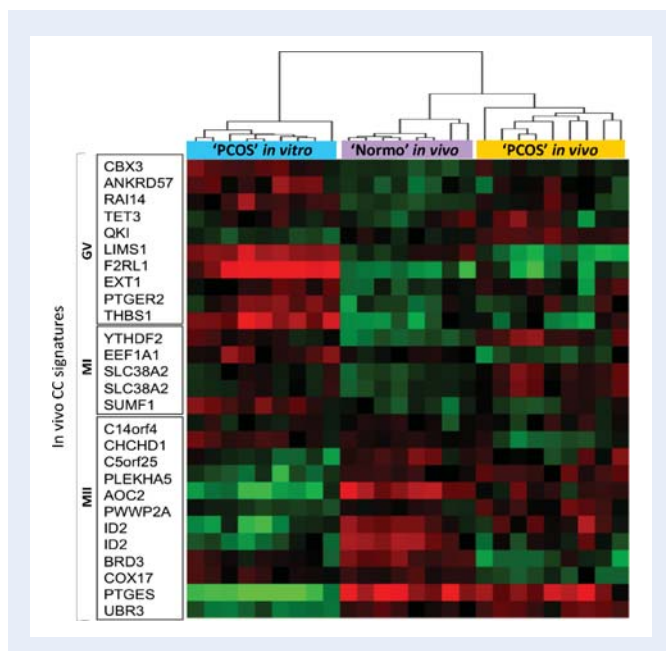 'PCOS' in vitro
'Normo' in vivo
'PCOS' in vivo
In vivo CC signatures
GV
CBX3
ANKRD57
RAI14
TET3
QKI
LIMS1
F2RL1
EXT1
PTGER2
THBS1
MI
YTHDF2
EEF1A1
SLC38A2
SLC38A2
SUMF1
MII
C14orf4
CHCHD1
C5orf25
PLEKHA5
AOC2
PWWP2A
ID2
ID2
BRD3
COX17
PTGES
UBR3